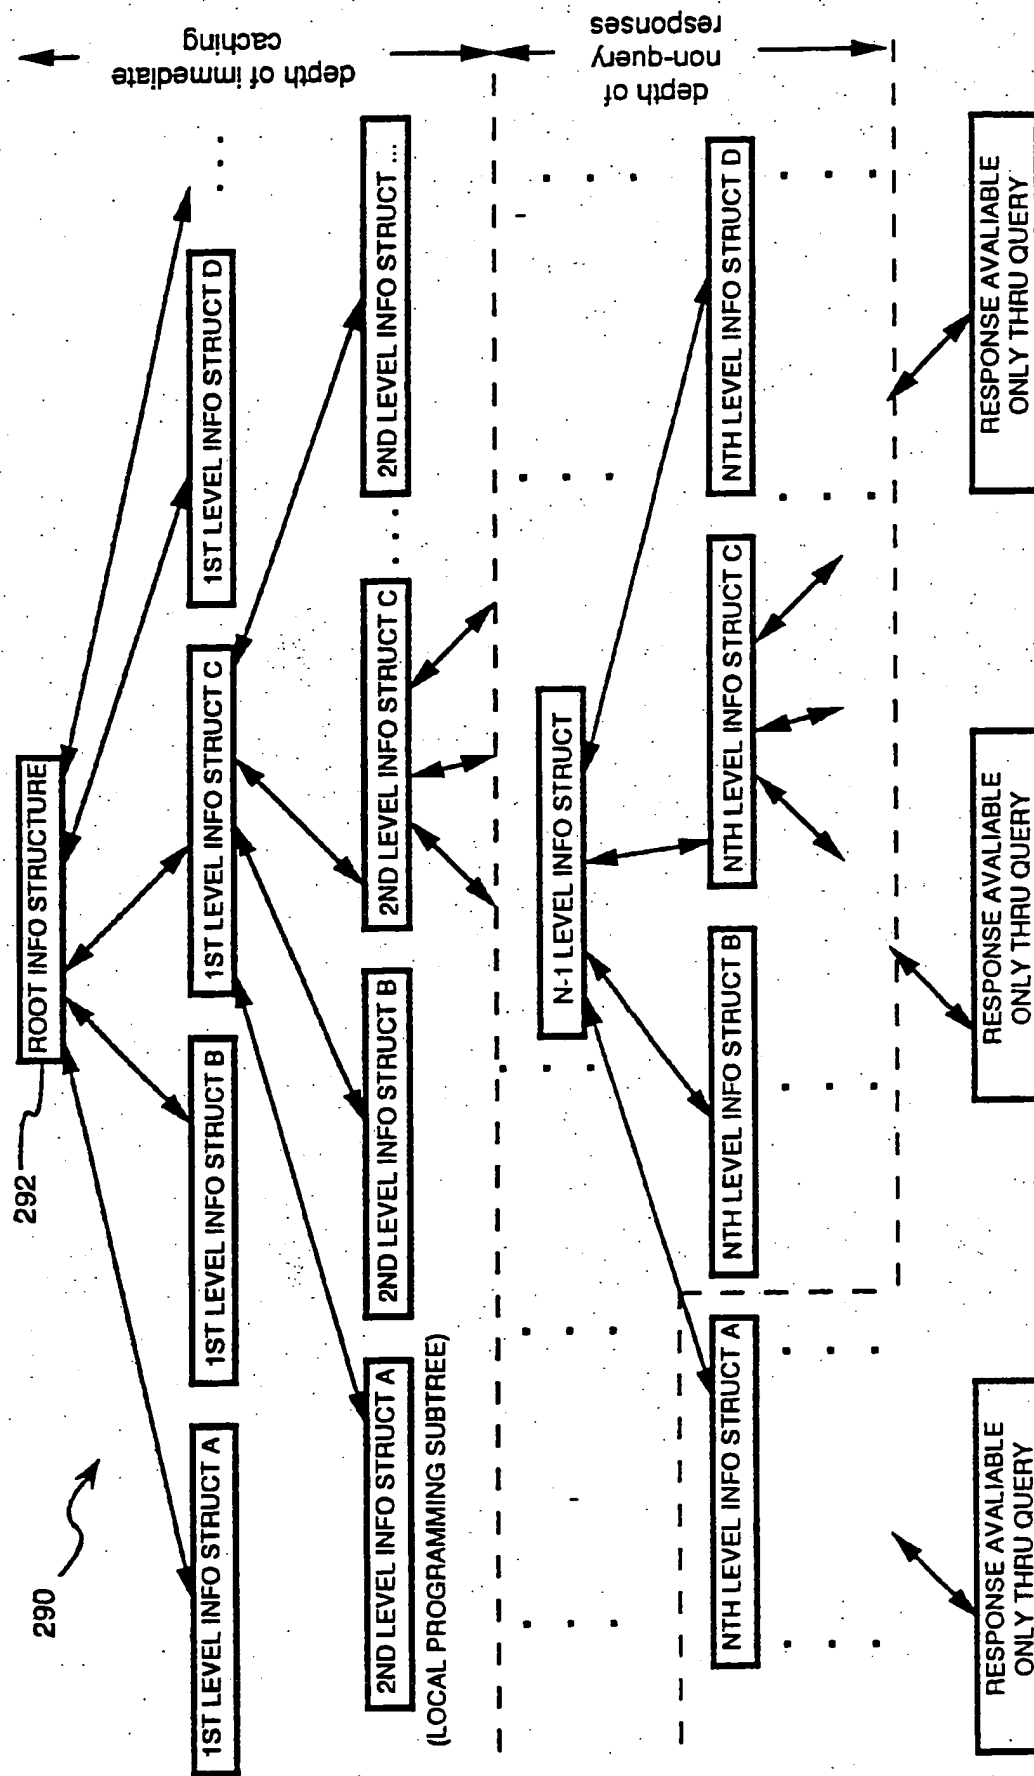 290
292
ROOT INFO STRUCTURE
1ST LEVEL INFO STRUCT A
1ST LEVEL INFO STRUCT B
1ST LEVEL INFO STRUCT C
1ST LEVEL INFO STRUCT D
. . .
depth of immediate
caching
2ND LEVEL INFO STRUCT A
(LOCAL PROGRAMMING SUBTREE)
2ND LEVEL INFO STRUCT B
2ND LEVEL INFO STRUCT C
. . .
2ND LEVEL INFO STRUCT ...
N-1 LEVEL INFO STRUCT
depth of
non-query
responses
NTH LEVEL INFO STRUCT A
NTH LEVEL INFO STRUCT B
NTH LEVEL INFO STRUCT C
NTH LEVEL INFO STRUCT D
RESPONSE AVALIABLE
ONLY THRU QUERY
RESPONSE AVALIABLE
ONLY THRU QUERY
RESPONSE AVALIABLE
ONLY THRU QUERY